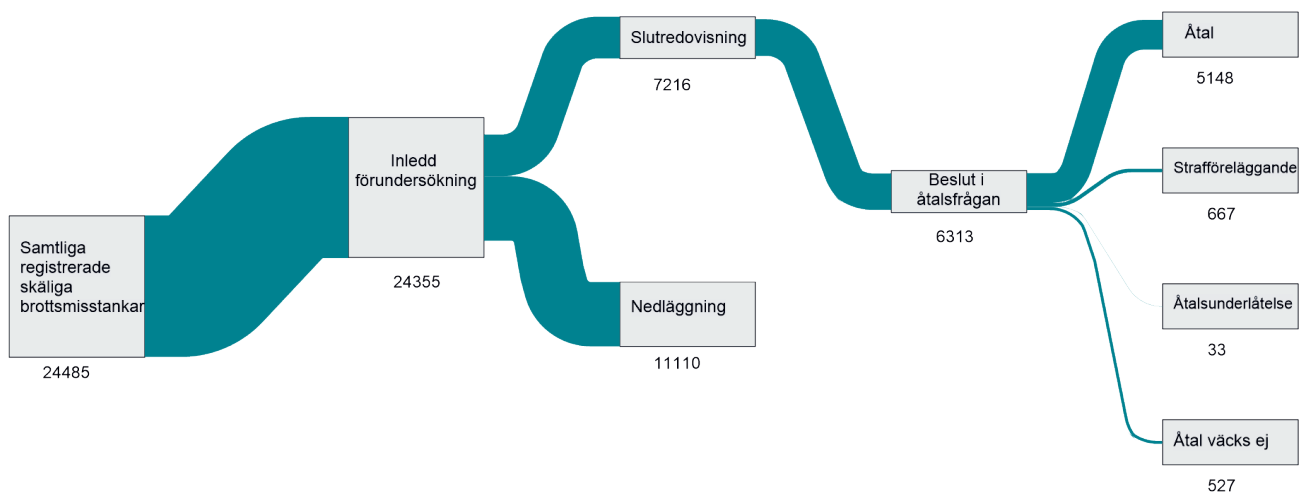 Samtliga
registrerade
skäliga
brottsmisstankar
24485
Inledd
förundersökning
24355
Slutredovisning
7216
Nedläggning
11110
Beslut i
åtalsfrågan
6313
Åtal
5148
Strafföreläggande
667
Åtalsunderlåtelse
33
Åtal väcks ej
527